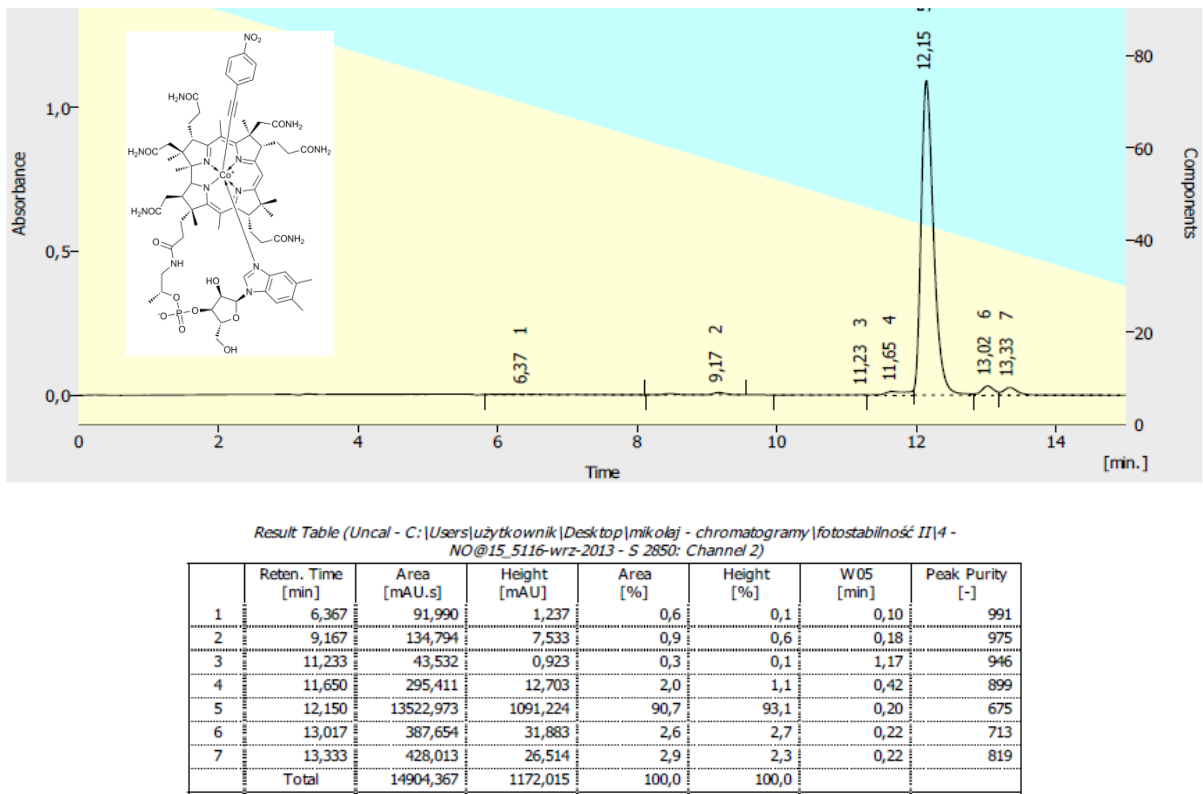 NO₂
H₂NOC
CONH₂
H₂NOC
CONH₂
N
N
Co⁺
N
N
H₂NOC
CONH₂
O
NH
N
HO
N
O
⁻O
P
O
O
O
OH
Absorbance
1,0
0,5
0,0
6,37 1
9,17 2
11,23 3
11,65 4
12,15
13,02 6
13,33 7
80
60
40
20
0
Components
0 2 4 6 8 10 12 14
Time
[min.]
Result Table (Uncal - C:\Users\użytkownik\Desktop\mikołaj - chromatogramy\fotostabilność II\4 -
NO@15_5116-wrz-2013 - S 2850: Channel 2)
Reten. Time Area Height Area Height W05 Peak Purity
[min] [mAU.s] [mAU] [%] [%] [min] [-]
1 6,367 91,990 1,237 0,6 0,1 0,10 991
2 9,167 134,794 7,533 0,9 0,6 0,18 975
3 11,233 43,532 0,923 0,3 0,1 1,17 946
4 11,650 295,411 12,703 2,0 1,1 0,42 899
5 12,150 13522,973 1091,224 90,7 93,1 0,20 675
6 13,017 387,654 31,883 2,6 2,7 0,22 713
7 13,333 428,013 26,514 2,9 2,3 0,22 819
Total 14904,367 1172,015 100,0 100,0